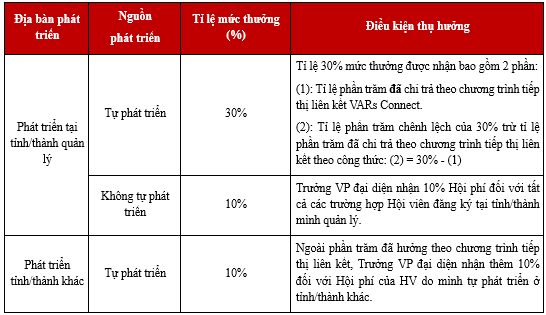 Địa bàn phát
triển
Nguồn
phát triển
Tỉ lệ mức thưởng
(%)
Điều kiện thụ hưởng
Phát triển tại
tỉnh/thành quản
lý
Tự phát triển
30%
Tỉ lệ 30% mức thưởng được nhận bao gồm 2 phần:
(1): Tỉ lệ phần trăm đã chi trả theo chương trình tiếp
thị liên kết VARs Connect.
(2): Tỉ lệ phần trăm chênh lệch của 30% trừ tỉ lệ
phần trăm đã chi trả theo chương trình tiếp thị liên
kết theo công thức: (2) = 30% - (1)
Không tự phát
triển
10%
Trưởng VP đại diện nhận 10% Hội phí đối với tất
cả các trường hợp Hội viên đăng ký tại tỉnh/thành
mình quản lý.
Phát triển
tỉnh/thành khác
Tự phát triển
10%
Ngoài phần trăm đã hưởng theo chương trình tiếp
thị liên kết, Trưởng VP đại diện nhận thêm 10%
đối với Hội phí của HV do mình tự phát triển ở
tỉnh/thành khác.